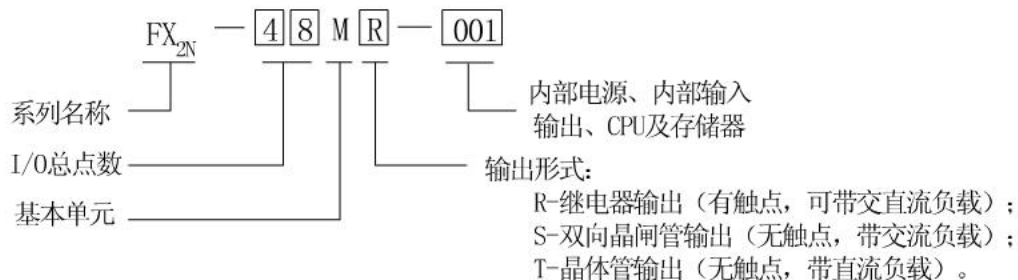 FX2N — 48 M R — 001
系列名称
I/O总点数
基本单元
内部电源、内部输入
输出、CPU及存储器
输出形式:
R-继电器输出（有触点，可带交直流负载）;
S-双向晶闸管输出（无触点，带交流负载）;
T-晶体管输出（无触点，带直流负载）。